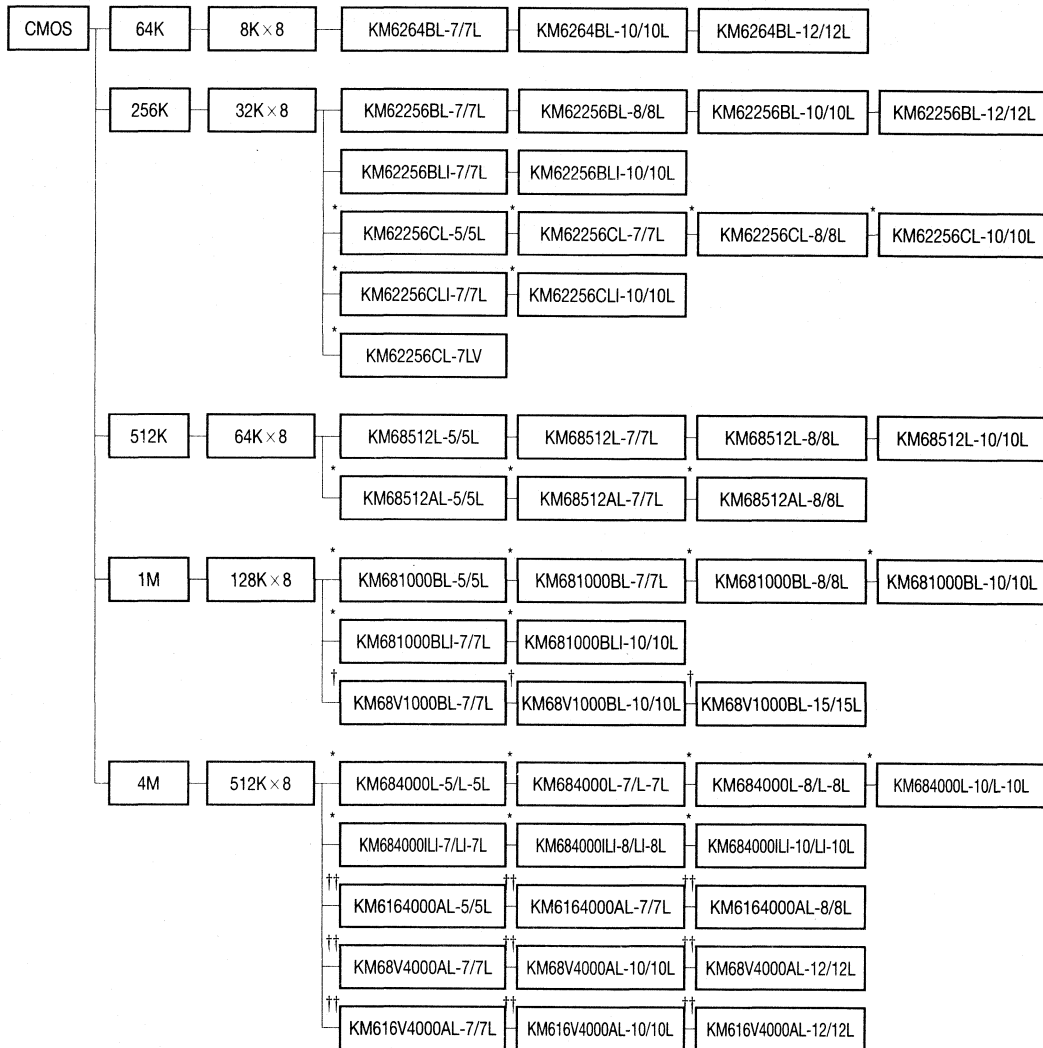 CMOS 64K 8K×8 KM6264BL-7/7L KM6264BL-10/10L KM6264BL-12/12L
256K 32K×8 KM62256BL-7/7L KM62256BL-8/8L KM62256BL-10/10L KM62256BL-12/12L
KM62256BLI-7/7L KM62256BLI-10/10L
* * * *
KM62256CL-5/5L KM62256CL-7/7L KM62256CL-8/8L KM62256CL-10/10L
* *
KM62256CLI-7/7L KM62256CLI-10/10L
*
KM62256CL-7LV
512K 64K×8 KM68512L-5/5L KM68512L-7/7L KM68512L-8/8L KM68512L-10/10L
* * *
KM68512AL-5/5L KM68512AL-7/7L KM68512AL-8/8L
* * * *
1M 128K×8 KM681000BL-5/5L KM681000BL-7/7L KM681000BL-8/8L KM681000BL-10/10L
* *
KM681000BLI-7/7L KM681000BLI-10/10L
† † †
KM68V1000BL-7/7L KM68V1000BL-10/10L KM68V1000BL-15/15L
* * * *
4M 512K×8 KM684000L-5/L-5L KM684000L-7/L-7L KM684000L-8/L-8L KM684000L-10/L-10L
* * *
KM684000ILI-7/LI-7L KM684000ILI-8/LI-8L KM684000ILI-10/LI-10L
†† †† ††
KM6164000AL-5/5L KM6164000AL-7/7L KM6164000AL-8/8L
†† †† ††
KM68V4000AL-7/7L KM68V4000AL-10/10L KM68V4000AL-12/12L
†† †† ††
KM616V4000AL-7/7L KM616V4000AL-10/10L KM616V4000AL-12/12L